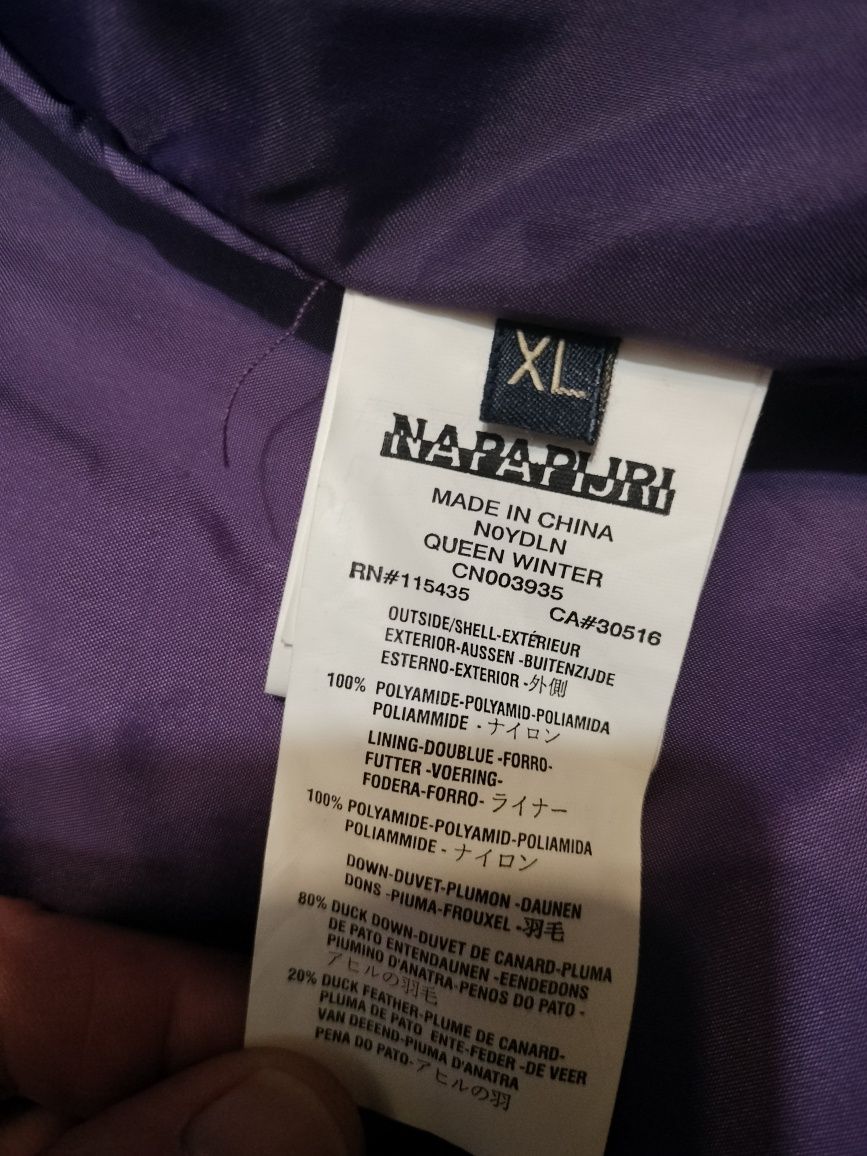 XL
NAPAPIJRI
MADE IN CHINA
N0YDLN
QUEEN WINTER
CN003935
RN#115435
CA#30516
OUTSIDE/SHELL-EXTÉRIEUR
EXTERIOR-AUSSEN -BUITENZIJDE
ESTERNO-EXTERIOR -外側
100% POLYAMIDE-POLYAMID-POLIAMIDA
POLIAMMIDE - ナイロン
LINING-DOUBLUE -FORRO-
FUTTER -VOERING-
FODERA-FORRO- ライナー
100% POLYAMIDE-POLYAMID-POLIAMIDA
POLIAMMIDE - ナイロン
DOWN-DUVET-PLUMON -DAUNEN
DONS -PIUMA-FROUXEL -羽毛
80% DUCK DOWN-DUVET DE CANARD-PLUMA
DE PATO ENTENDAUNEN -EENDEDONS
PIUMINO D'ANATRA-PENOS DO PATO -
アヒルの羽毛
20% DUCK FEATHER-PLUME DE CANARD-
PLUMA DE PATO ENTE-FEDER -DE VEER
VAN DEEEND-PIUMA D'ANATRA
PENA DO PATO-アヒルの羽